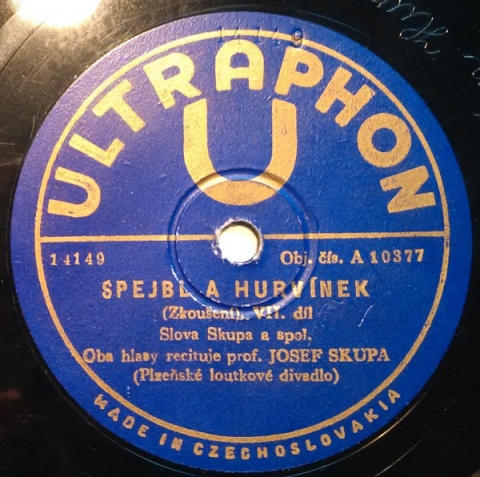 ULTRAPHON
U
14149 Obj. čís. A 10377
SPEJBL A HURVÍNEK
(Zkoušení), VII. díl
Slova Skupa a spol.
Oba hlasy recituje prof. JOSEF SKUPA
(Plzeňské loutkové divadlo)
MADE IN CZECHOSLOVAKIA